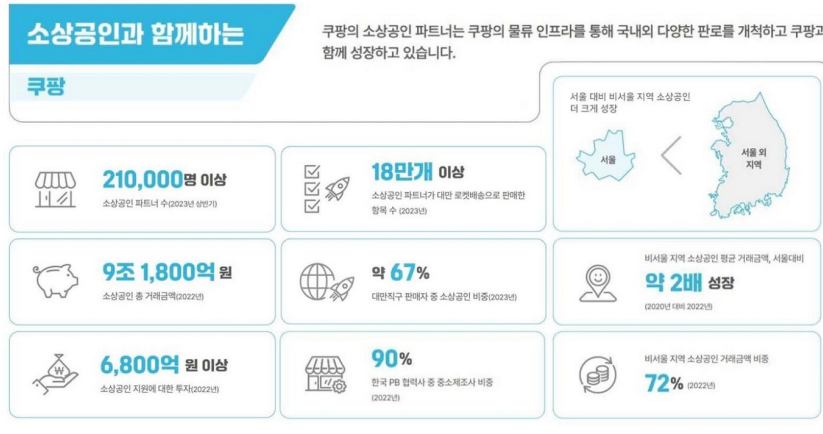 소상공인과 함께하는
쿠팡
쿠팡의 소상공인 파트너는 쿠팡의 물류 인프라를 통해 국내외 다양한 판로를 개척하고 쿠팡과
함께 성장하고 있습니다.
서울 대비 비서울 지역 소상공인
더 크게 성장
서울
<
서울 외
지역
210,000명 이상
소상공인 파트너 수(2023년 상반기)
18만개 이상
소상공인 파트너가 대만 로켓배송으로 판매한
항목 수 (2023년)
9조 1,800억 원
소상공인 총 거래금액(2022년)
약 67%
대만직구 판매자 중 소상공인 비중(2023년)
비서울 지역 소상공인 평균 거래금액, 서울대비
약 2배 성장
(2020년 대비 2022년)
6,800억 원 이상
소상공인 지원에 대한 투자(2022년)
90%
한국 PB 협력사 중 중소제조사 비중
(2022년)
비서울 지역 소상공인 거래금액 비중
72% (2022년)